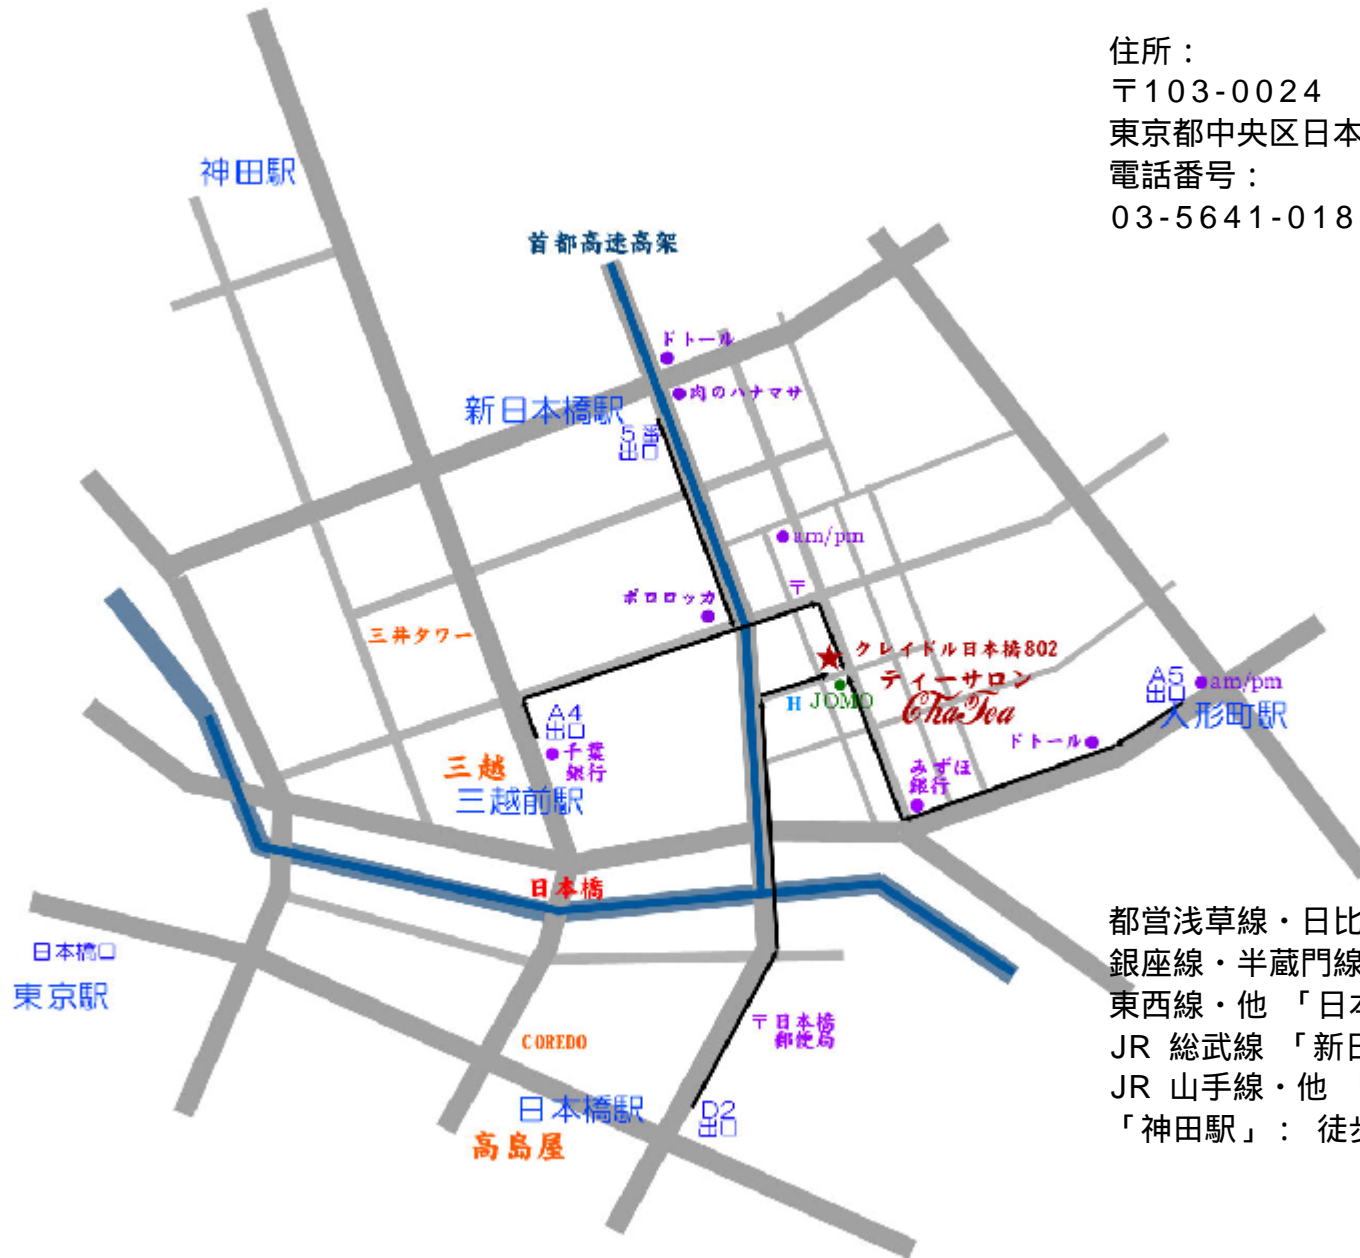 住所：
〒103-0024
東京都中央区日本
電話番号：
03-5641-018
神田駅
首都高速高架
ドトール
肉のハナマサ
新日本橋駅
5番
出口
am/pm
〒
ポロロッカ
三井タワー
クレイドル日本橋802
ティーサロン
ChaTea
H JOMO
A5
出口
am/pm
人形町駅
A4
出口
千葉
銀行
三越
三越前駅
ドトール
みずほ
銀行
日本橋
日本橋口
東京駅
〒日本橋
郵便局
COREDO
日本橋駅
D2
出口
高島屋
都営浅草線・日比
銀座線・半蔵門線
東西線・他 「日本
JR 総武線 「新日
JR 山手線・他
「神田駅」： 徒歩